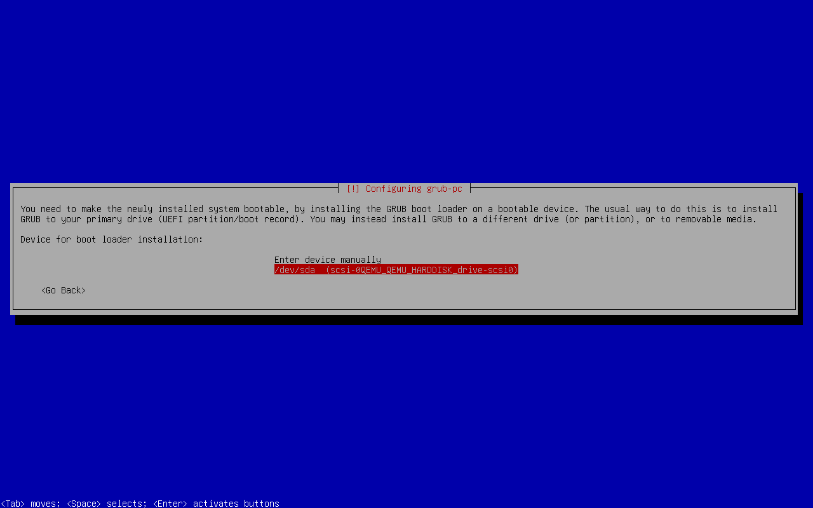 [!] Configuring grub-pc
You need to make the newly installed system bootable, by installing the GRUB boot loader on a bootable device. The usual way to do this is to install
GRUB to your primary drive (UEFI partition/boot record). You may instead install GRUB to a different drive (or partition), or to removable media.
Device for boot loader installation:
Enter device manually
/dev/sda  (scsi-0QEMU_QEMU_HARDDISK_drive-scsi0)
<Go Back>
<Tab> moves; <Space> selects; <Enter> activates buttons